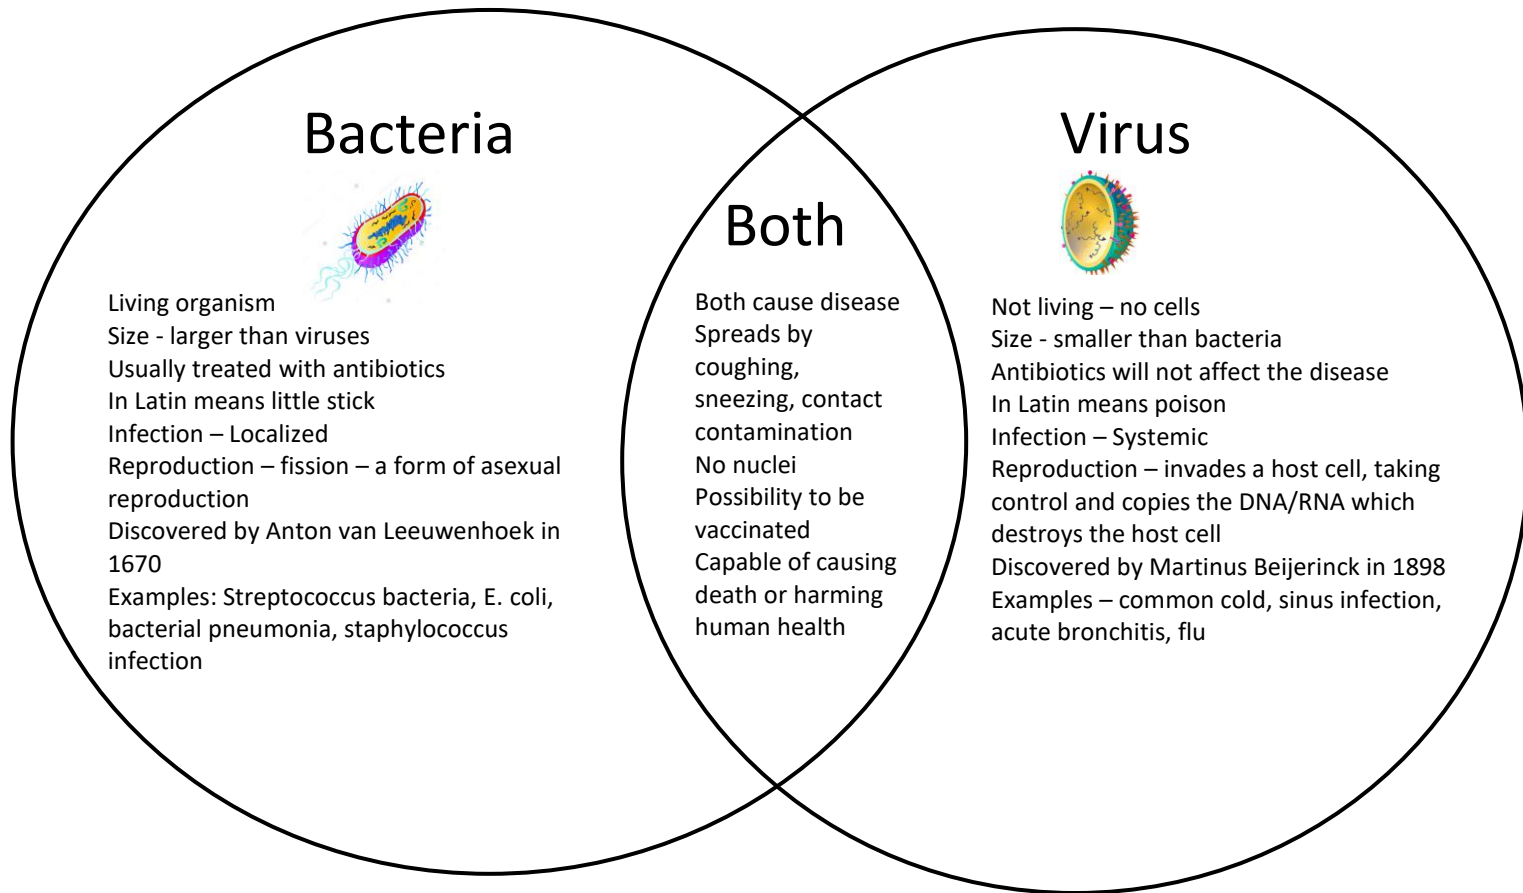 Bacteria
Living organism
Size - larger than viruses
Usually treated with antibiotics
In Latin means little stick
Infection – Localized
Reproduction – fission – a form of asexual
reproduction
Discovered by Anton van Leeuwenhoek in
1670
Examples: Streptococcus bacteria, E. coli,
bacterial pneumonia, staphylococcus
infection
Both
Both cause disease
Spreads by
coughing,
sneezing, contact
contamination
No nuclei
Possibility to be
vaccinated
Capable of causing
death or harming
human health
Virus
Not living – no cells
Size - smaller than bacteria
Antibiotics will not affect the disease
In Latin means poison
Infection – Systemic
Reproduction – invades a host cell, taking
control and copies the DNA/RNA which
destroys the host cell
Discovered by Martinus Beijerinck in 1898
Examples – common cold, sinus infection,
acute bronchitis, flu